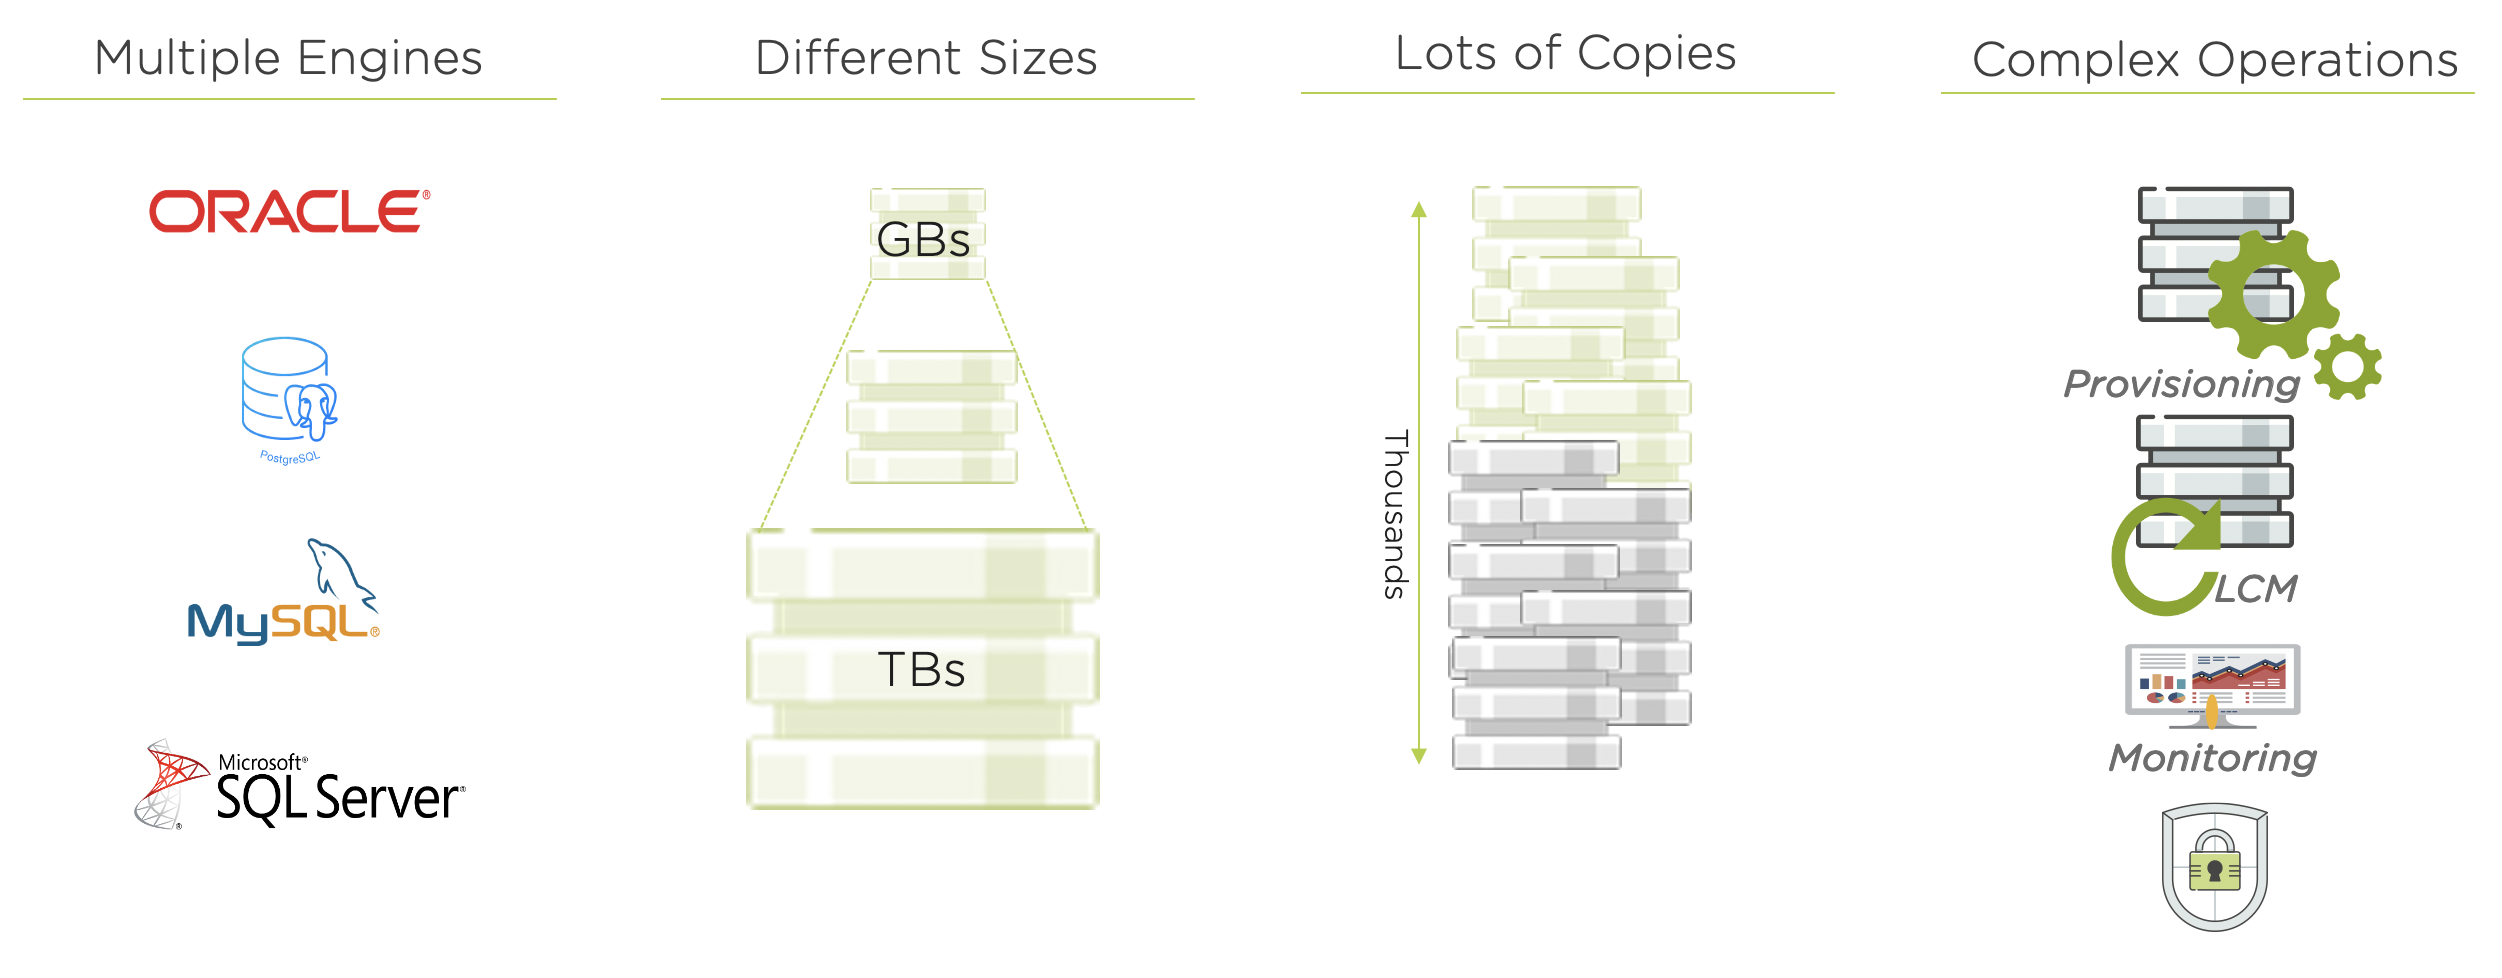 Multiple Engines
ORACLE®
PostgreSQL
MySQL®
Microsoft®
SQL Server®
®
Different Sizes
GBs
TBs
Lots of Copies
Thousands
Complex Operations
Provisioning
LCM
Monitoring